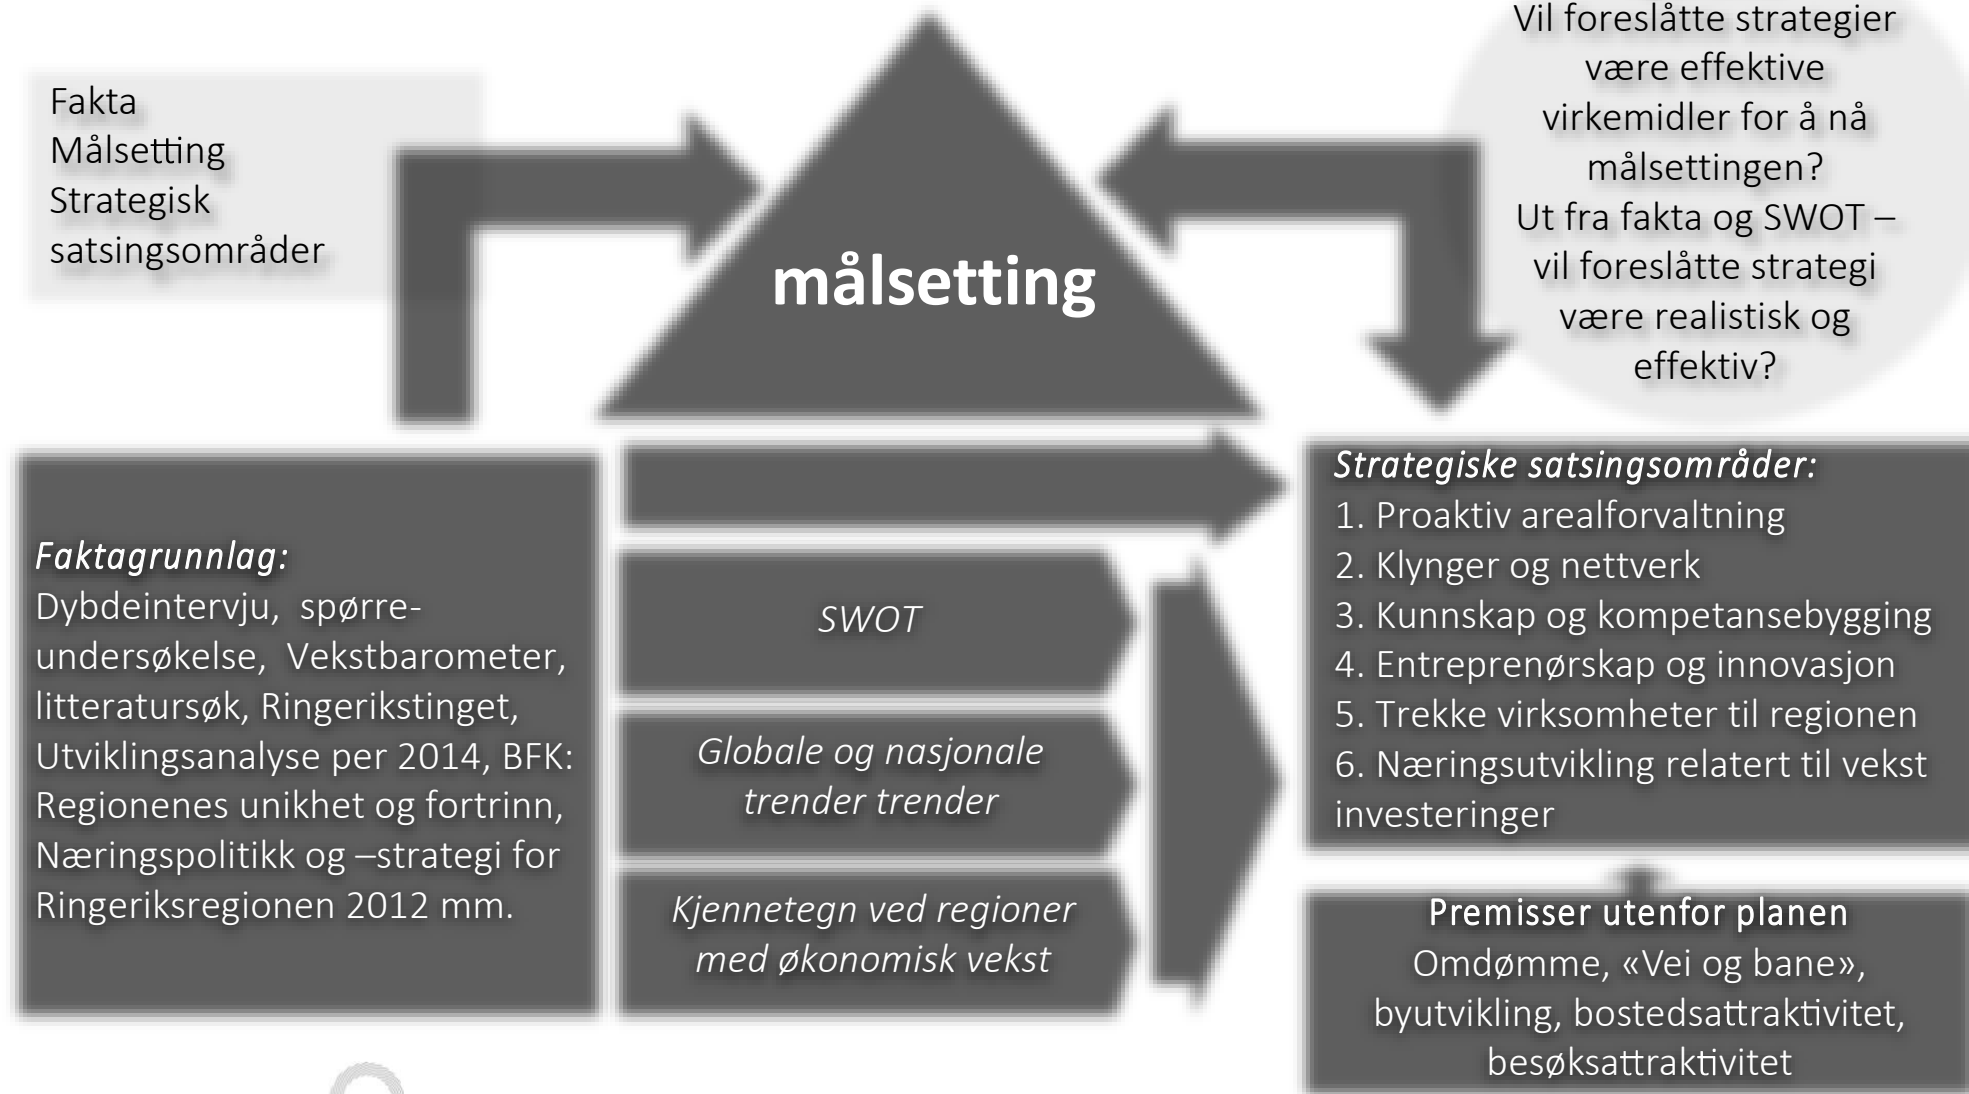 Fakta
Målsetting
Strategisk
satsingsområder
målsetting
Vil foreslåtte strategier
være effektive
virkemidler for å nå
målsettingen?
Ut fra fakta og SWOT –
vil foreslåtte strategi
være realistisk og
effektiv?
Faktagrunnlag:
Dybdeintervju, spørre-
undersøkelse, Vekstbarometer,
litteratursøk, Ringerikstinget,
Utviklingsanalyse per 2014, BFK:
Regionenes unikhet og fortrinn,
Næringspolitikk og –strategi for
Ringeriksregionen 2012 mm.
SWOT
Globale og nasjonale
trender trender
Kjennetegn ved regioner
med økonomisk vekst
Strategiske satsingsområder:
1. Proaktiv arealforvaltning
2. Klynger og nettverk
3. Kunnskap og kompetansebygging
4. Entreprenørskap og innovasjon
5. Trekke virksomheter til regionen
6. Næringsutvikling relatert til vekst
investeringer
Premisser utenfor planen
Omdømme, «Vei og bane»,
byutvikling, bostedsattraktivitet,
besøksattraktivitet